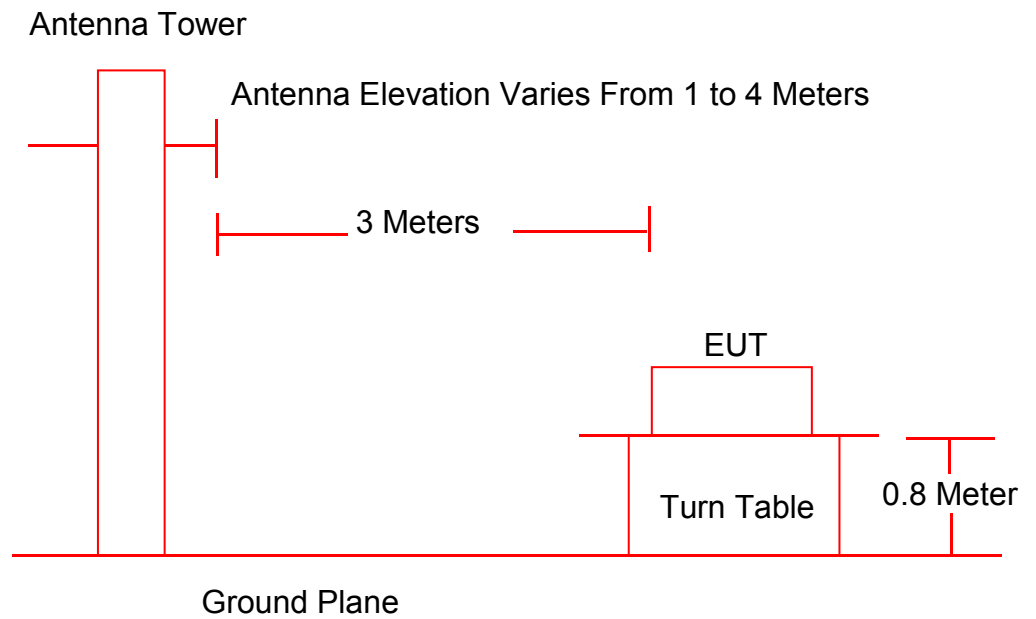 Antenna Tower
Antenna Elevation Varies From 1 to 4 Meters
3 Meters
EUT
Turn Table
0.8 Meter
Ground Plane